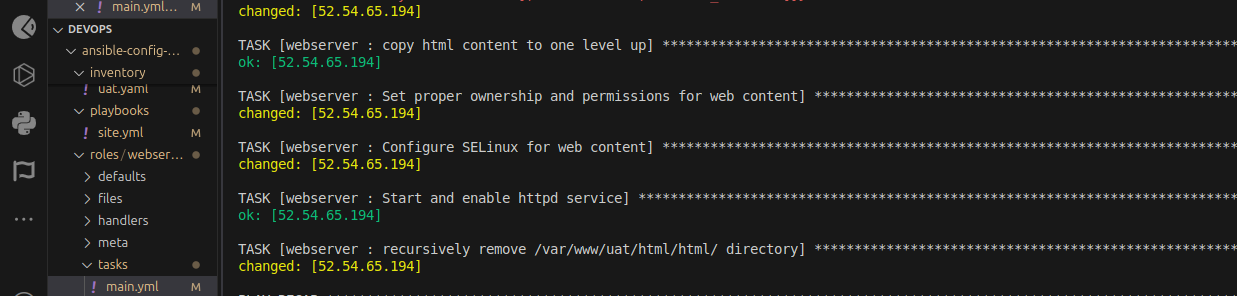 main.yml... M
DEVOPS
ansible-config-...
inventory
uat.yaml M
playbooks
! site.yml M
roles/webser...
defaults
files
handlers
meta
tasks
! main.yml M
changed: [52.54.65.194]
TASK [webserver : copy html content to one level up] ************************************************************************
ok: [52.54.65.194]
TASK [webserver : Set proper ownership and permissions for web content] *****************************************************
changed: [52.54.65.194]
TASK [webserver : Configure SELinux for web content] ************************************************************************
changed: [52.54.65.194]
TASK [webserver : Start and enable httpd service] ***************************************************************************
ok: [52.54.65.194]
TASK [webserver : recursively remove /var/www/uat/html/html/ directory] *****************************************************
changed: [52.54.65.194]